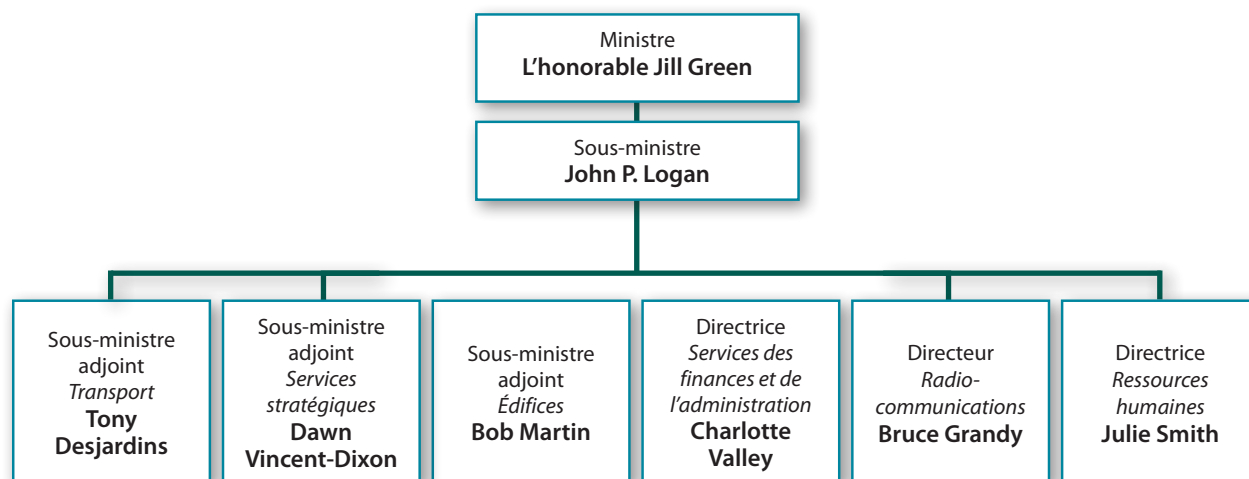 Ministre
L'honorable Jill Green
Sous-ministre
John P. Logan
Sous-ministre
adjoint
Transport
Tony
Desjardins
Sous-ministre
adjoint
Services
stratégiques
Dawn
Vincent-Dixon
Sous-ministre
adjoint
Édifices
Bob Martin
Directrice
Services des
finances et de
l'administration
Charlotte
Valley
Directeur
Radio-
communications
Bruce Grandy
Directrice
Ressources
humaines
Julie Smith